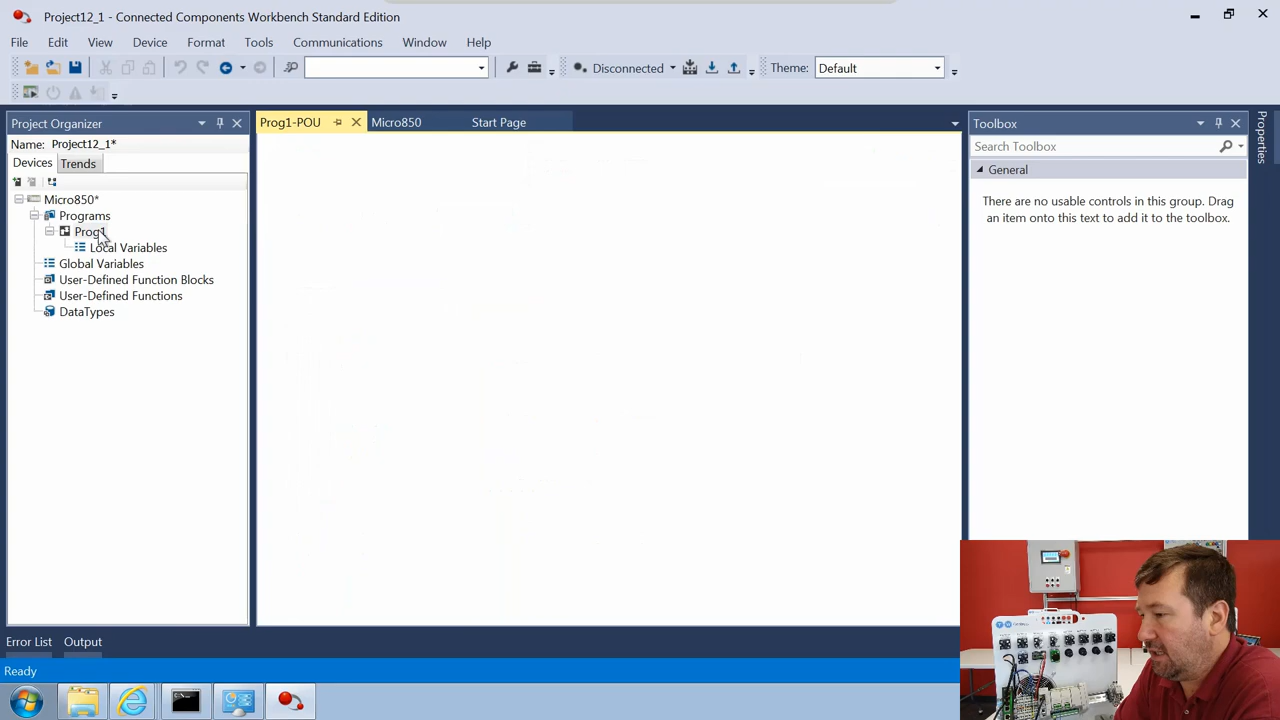 Project12_1 - Connected Components Workbench Standard Edition
File Edit View Device Format Tools Communications Window Help
Disconnected Theme: Default
Project Organizer
Name: Project12_1*
Devices Trends
Micro850*
Programs
Prog1
Local Variables
Global Variables
User-Defined Function Blocks
User-Defined Functions
DataTypes
Prog1-POU Micro850 Start Page
Toolbox
Search Toolbox
General
There are no usable controls in this group. Drag
an item onto this text to add it to the toolbox.
Properties
Error List Output
Ready